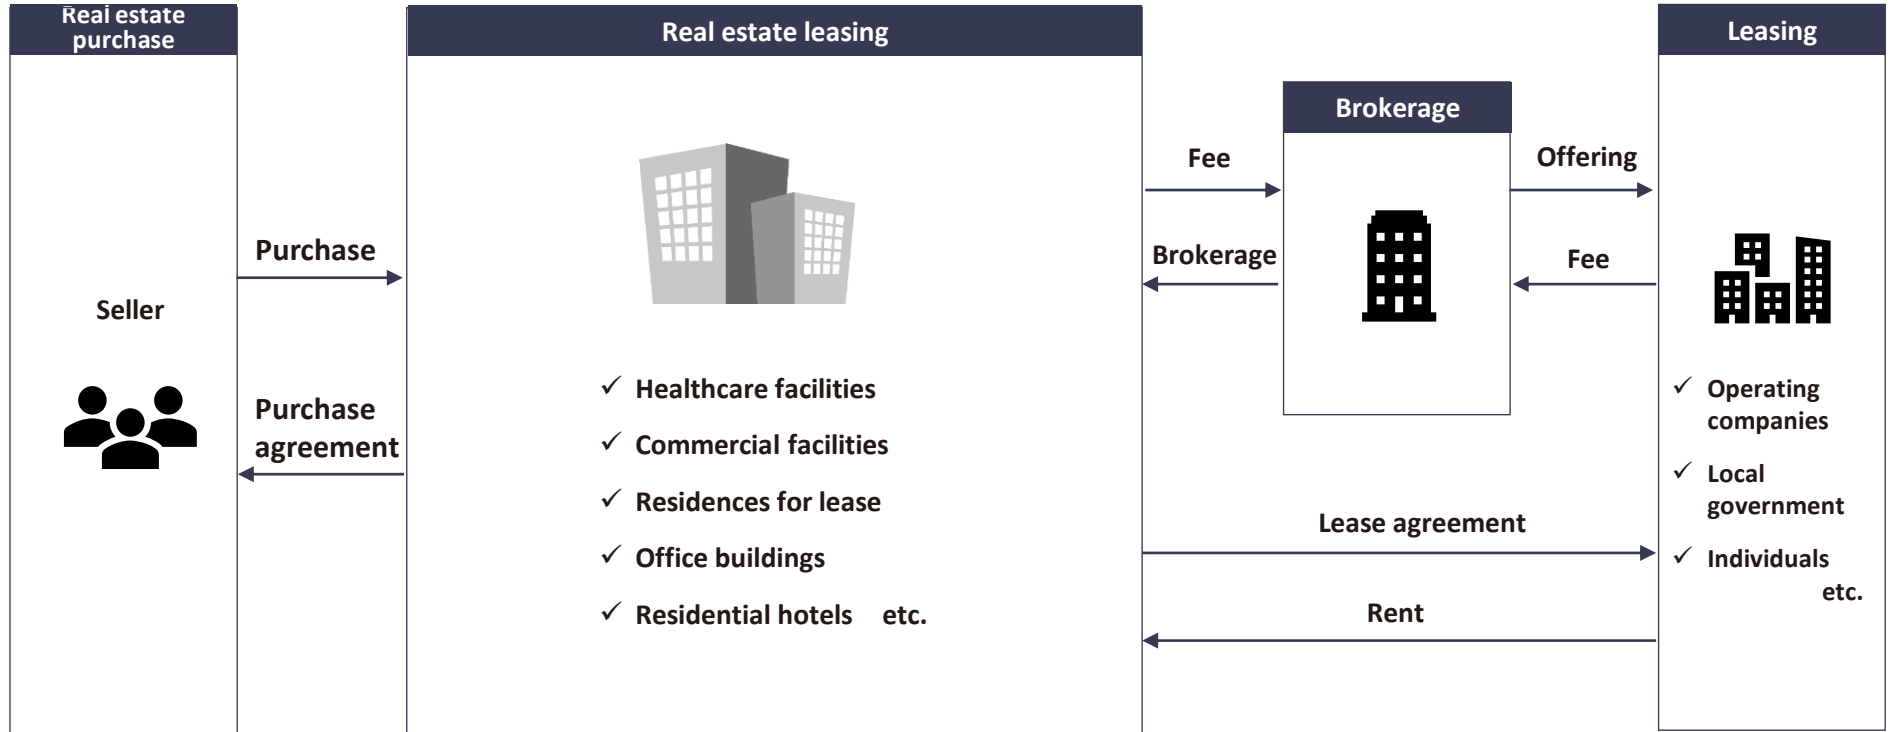 Real estate
purchase
Seller
Purchase
Purchase
agreement
Real estate leasing
✓ Healthcare facilities
✓ Commercial facilities
✓ Residences for lease
✓ Office buildings
✓ Residential hotels etc.
Fee
Brokerage
Brokerage
Offering
Fee
Lease agreement
Rent
Leasing
✓ Operating
companies
✓ Local
government
✓ Individuals
etc.